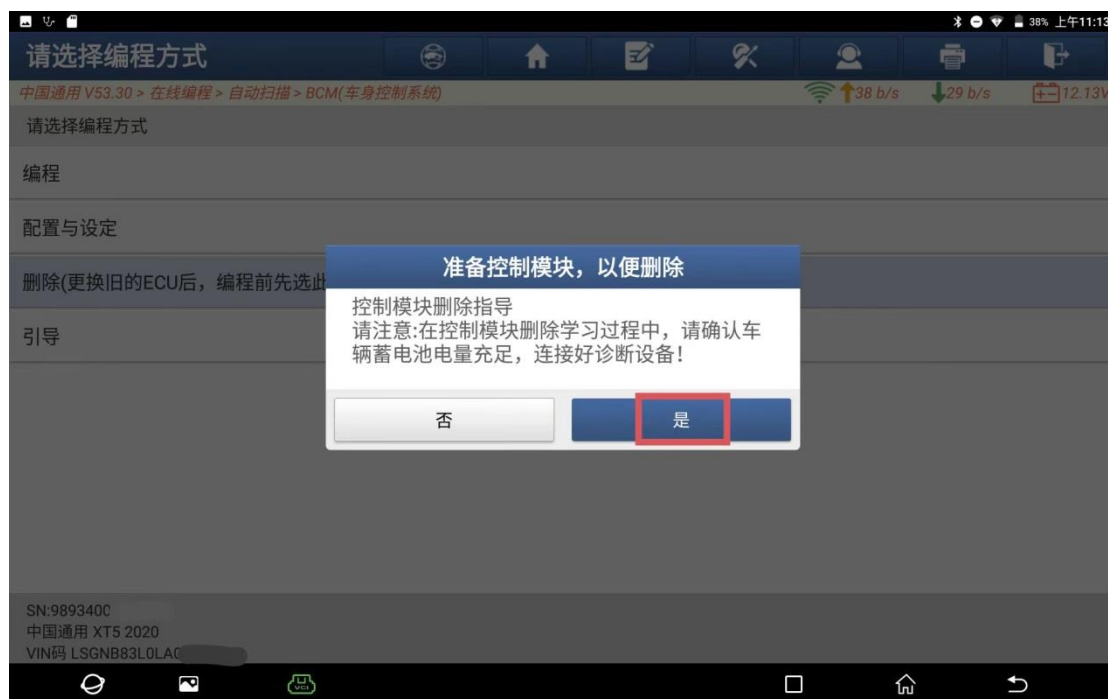 38% 上午11:13
请选择编程方式
中国通用 V53.30 > 在线编程 > 自动扫描 > BCM(车身控制系统)
38 b/s
29 b/s
12.13V
请选择编程方式
编程
配置与设定
删除(更换旧的ECU后，编程前先选此
引导
准备控制模块，以便删除
控制模块删除指导
请注意:在控制模块删除学习过程中，请确认车
辆蓄电池电量充足，连接好诊断设备!
否
是
SN:9893400
中国通用 XT5 2020
VIN码 LSGNB83L0LA
VCI